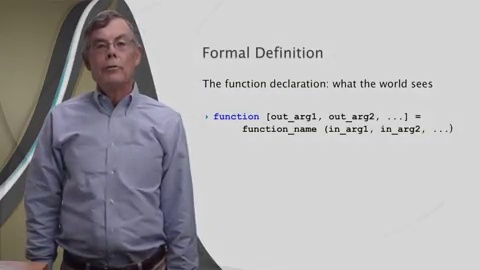 Formal Definition
The function declaration: what the world sees
function [out_arg1, out_arg2, ...] =
function_name (in_arg1, in_arg2, ...)